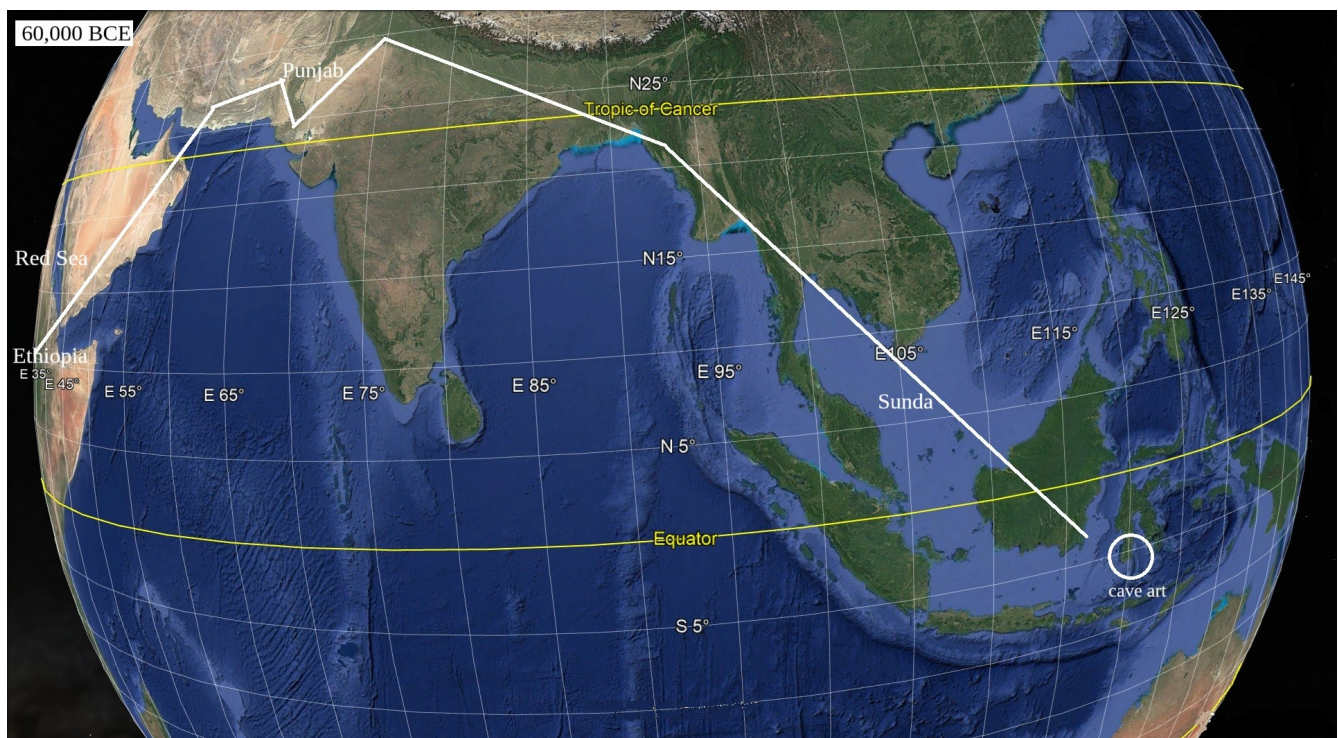 60,000 BCE
Punjab
N25°
Tropic of Cancer
Red Sea
N15°
E145°
E135°
E125°
E115°
Ethiopia
E105°
E 35°
E 45°
E 55°
E 65°
E 75°
E 85°
E 95°
Sunda
N 5°
Equator
cave art
S 5°